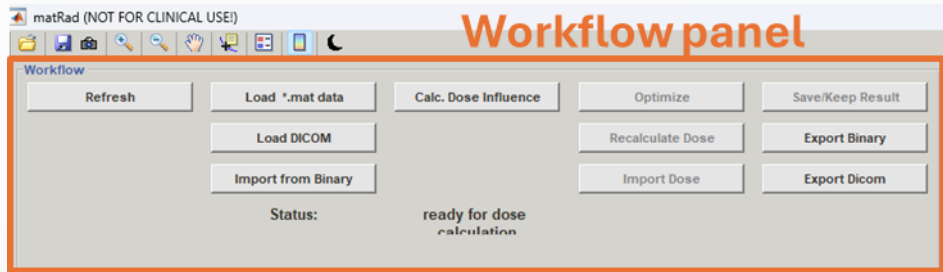 matRad (NOT FOR CLINICAL USE!)
Workflow panel
Workflow
Refresh Load *.mat data Calc. Dose Influence Optimize Save/Keep Result
Load DICOM Recalculate Dose Export Binary
Import from Binary Import Dose Export Dicom
Status: ready for dose
calculation